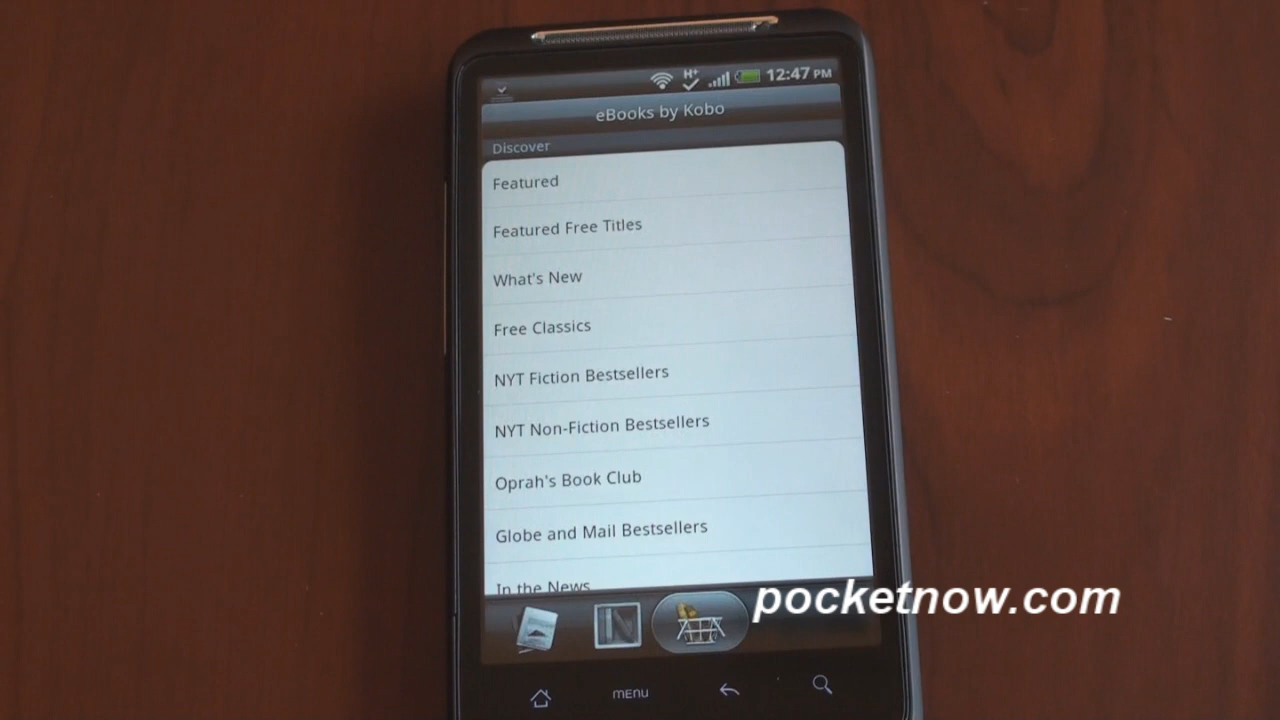 H+
12:47 PM
eBooks by Kobo
Discover
Featured
Featured Free Titles
What's New
Free Classics
NYT Fiction Bestsellers
NYT Non-Fiction Bestsellers
Oprah's Book Club
Globe and Mail Bestsellers
In the News
N
pocketnow.com
MENU